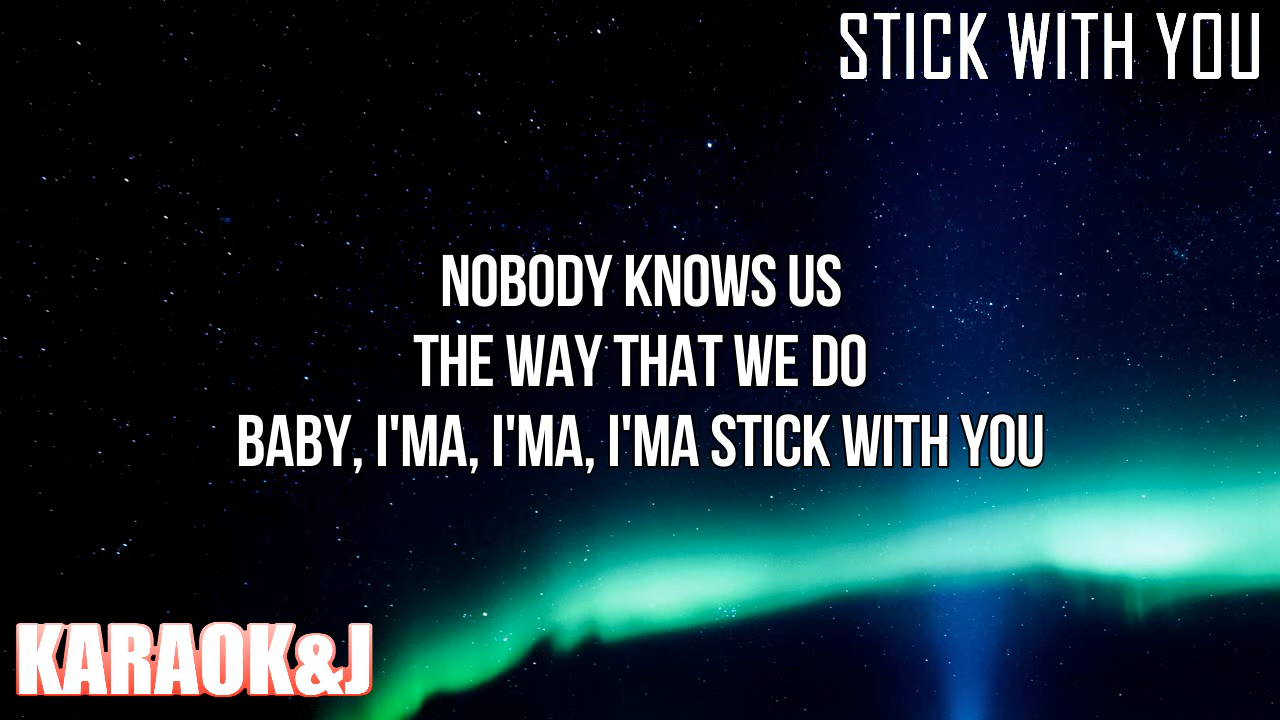 STICK WITH YOU
NOBODY KNOWS US
THE WAY THAT WE DO
BABY, I'MA, I'MA, I'MA STICK WITH YOU
KARAOK&J